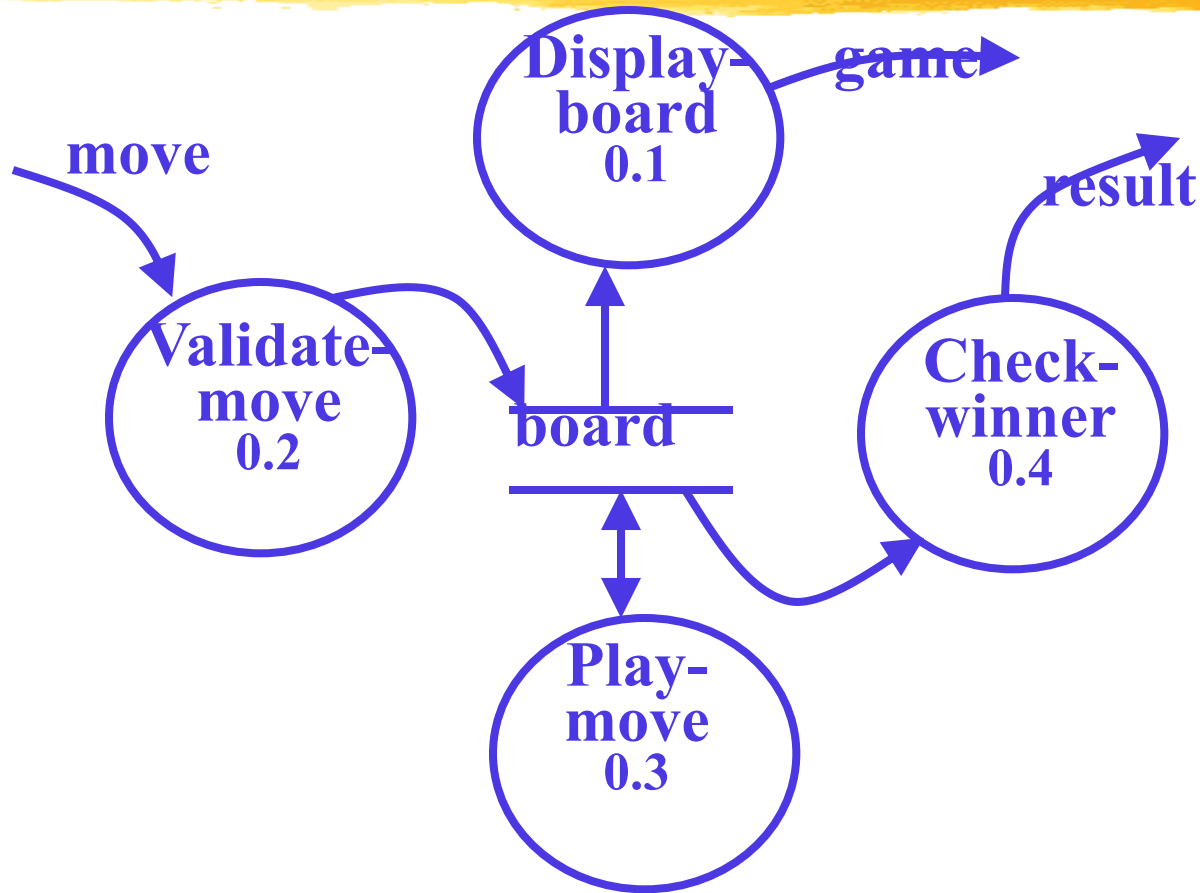 Display-
board
0.1
game
move
result
Validate-
move
0.2
board
Check-
winner
0.4
Play-
move
0.3